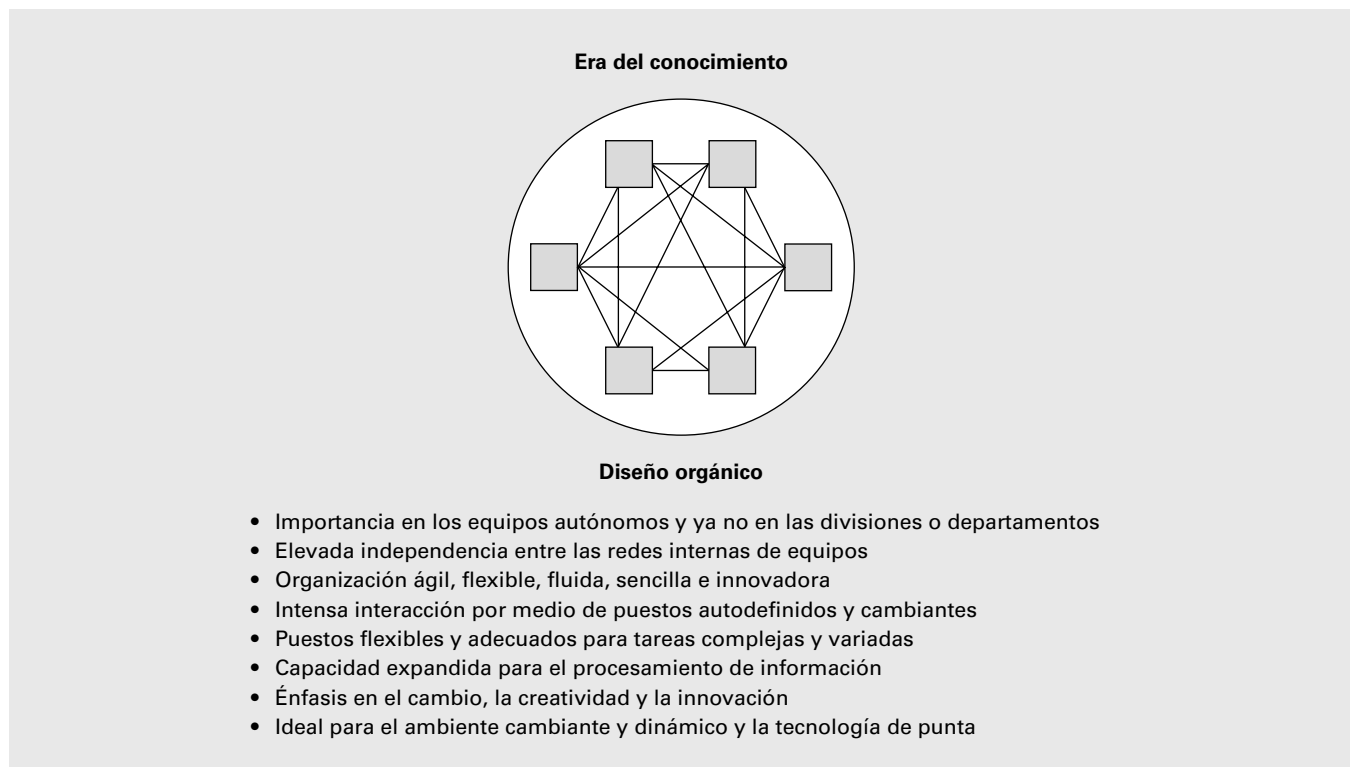 Era del conocimiento
Diseño orgánico
• Importancia en los equipos autónomos y ya no en las divisiones o departamentos
• Elevada independencia entre las redes internas de equipos
• Organización ágil, flexible, fluida, sencilla e innovadora
• Intensa interacción por medio de puestos autodefinidos y cambiantes
• Puestos flexibles y adecuados para tareas complejas y variadas
• Capacidad expandida para el procesamiento de información
• Énfasis en el cambio, la creatividad y la innovación
• Ideal para el ambiente cambiante y dinámico y la tecnología de punta